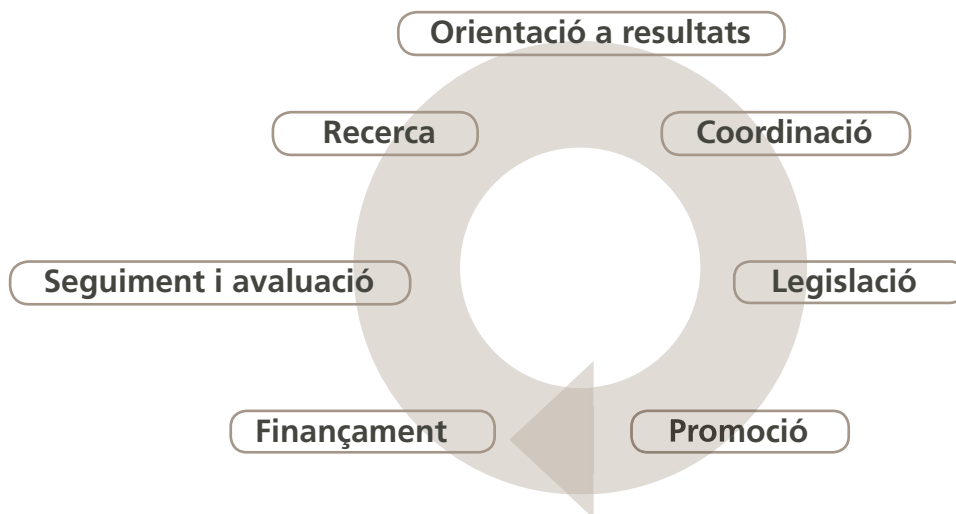 Orientació a resultats
Recerca
Coordinació
Seguiment i avaluació
Legislació
Finançament
Promoció